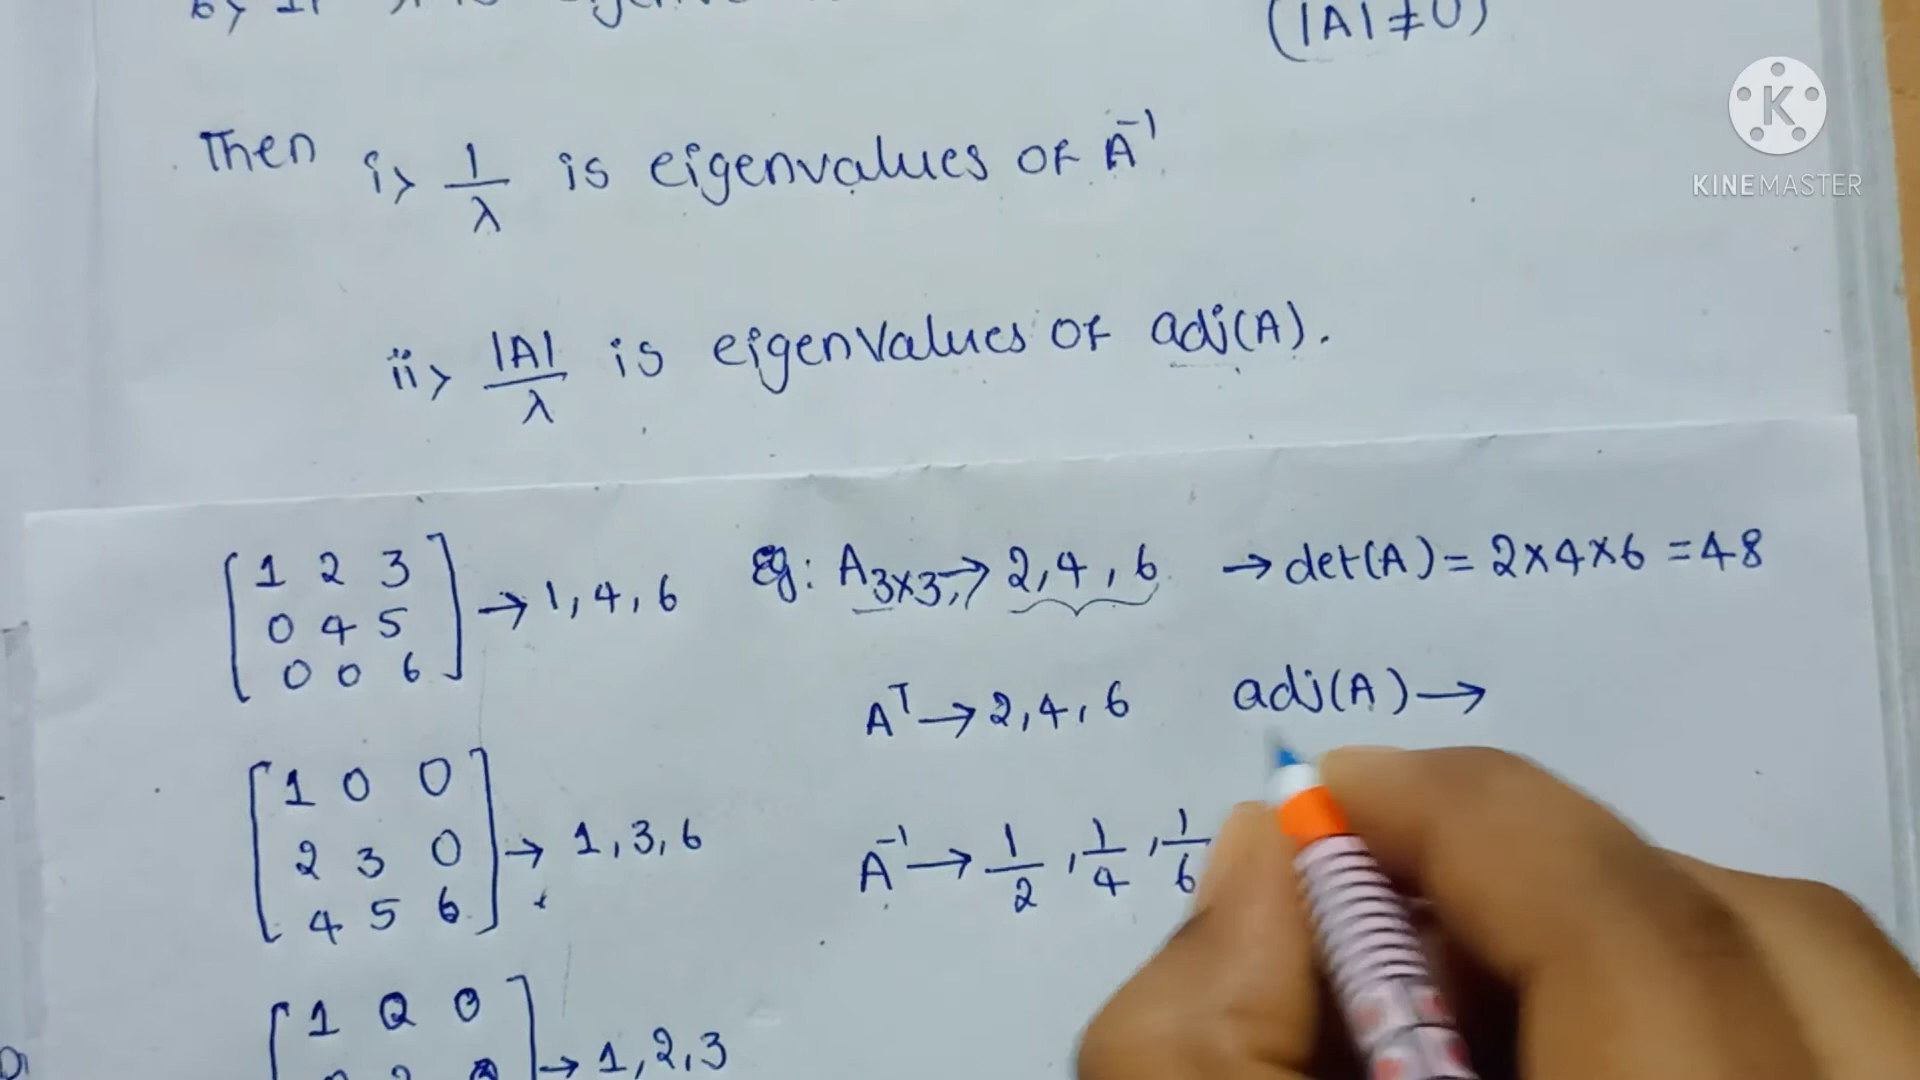 (|A| ≠ 0)
KINEMASTER
Then i> 1/λ is eigenvalues of A⁻¹
ii> |A|/λ is eigenvalues of adj(A).
[1 2 3
0 4 5
0 0 6] → 1, 4, 6
Eg: A₃ₓ₃ → 2, 4, 6 → det(A) = 2×4×6 = 48
Aᵀ → 2, 4, 6
adj(A) →
[1 0 0
2 3 0
4 5 6] → 1, 3, 6
A⁻¹ → 1/2, 1/4, 1/6
[1 0 0
→ 1, 2, 3